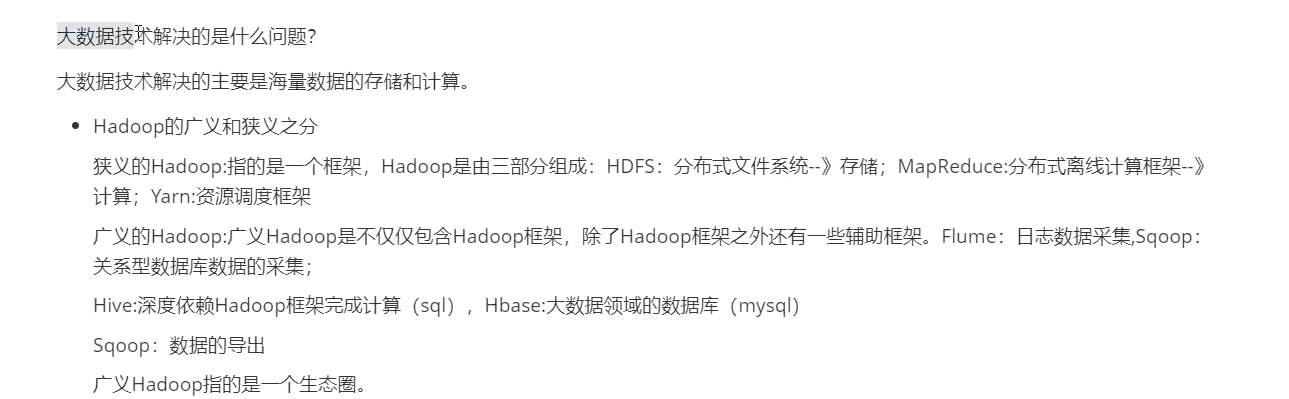 大数据技术解决的是什么问题?
大数据技术解决的主要是海量数据的存储和计算。
Hadoop的广义和狭义之分
狭义的Hadoop:指的是一个框架，Hadoop是由三部分组成：HDFS：分布式文件系统--》存储；MapReduce:分布式离线计算框架--》
计算；Yarn:资源调度框架
广义的Hadoop:广义Hadoop是不仅仅包含Hadoop框架，除了Hadoop框架之外还有一些辅助框架。Flume：日志数据采集,Sqoop：
关系型数据库数据的采集；
Hive:深度依赖Hadoop框架完成计算（sql），Hbase:大数据领域的数据库（mysql）
Sqoop：数据的导出
广义Hadoop指的是一个生态圈。